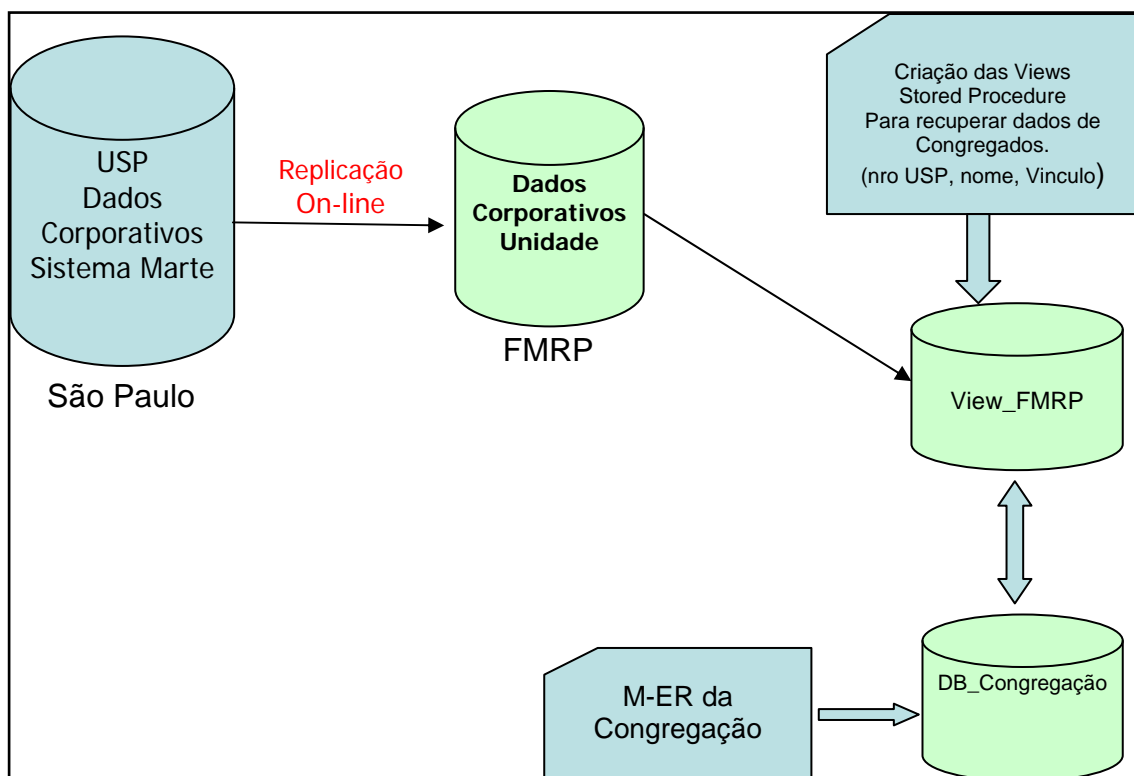 USP
Dados
Corporativos
Sistema Marte
São Paulo
Replicação
On-line
Dados
Corporativos
Unidade
FMRP
Criação das Views
Stored Procedure
Para recuperar dados de
Congregados.
(nro USP, nome, Vinculo)
View_FMRP
DB_Congregação
M-ER da
Congregação